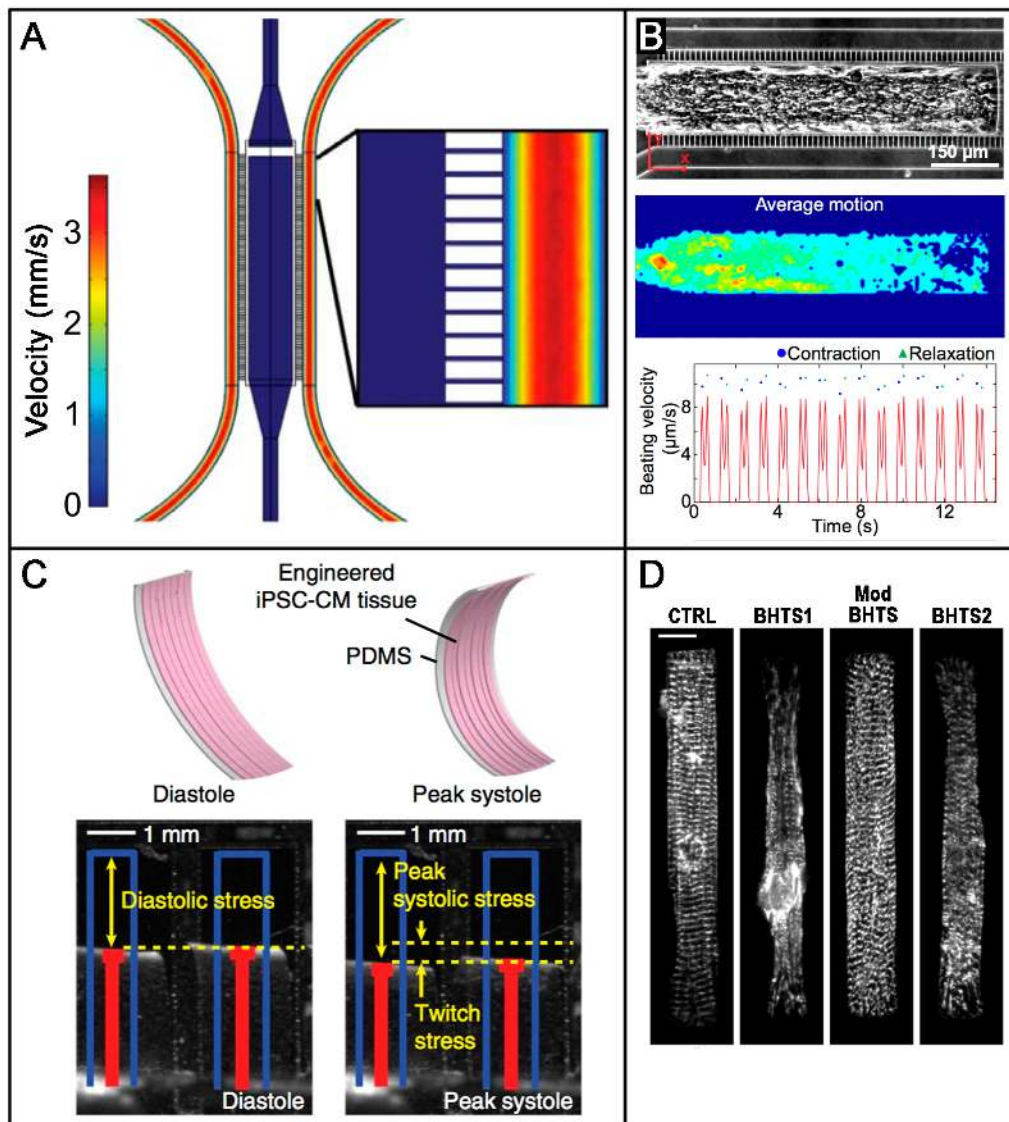 A
Velocity (mm/s)
3
2
1
0
B
y
x
150 µm
Average motion
Contraction
Relaxation
Beating velocity
(µm/s)
8
4
0
0
4
8
12
Time (s)
C
Engineered
iPSC-CM tissue
PDMS
Diastole
Peak systole
1 mm
Diastolic stress
Diastole
1 mm
Peak
systolic stress
Twitch
stress
Peak systole
D
CTRL
BHTS1
Mod
BHTS
BHTS2